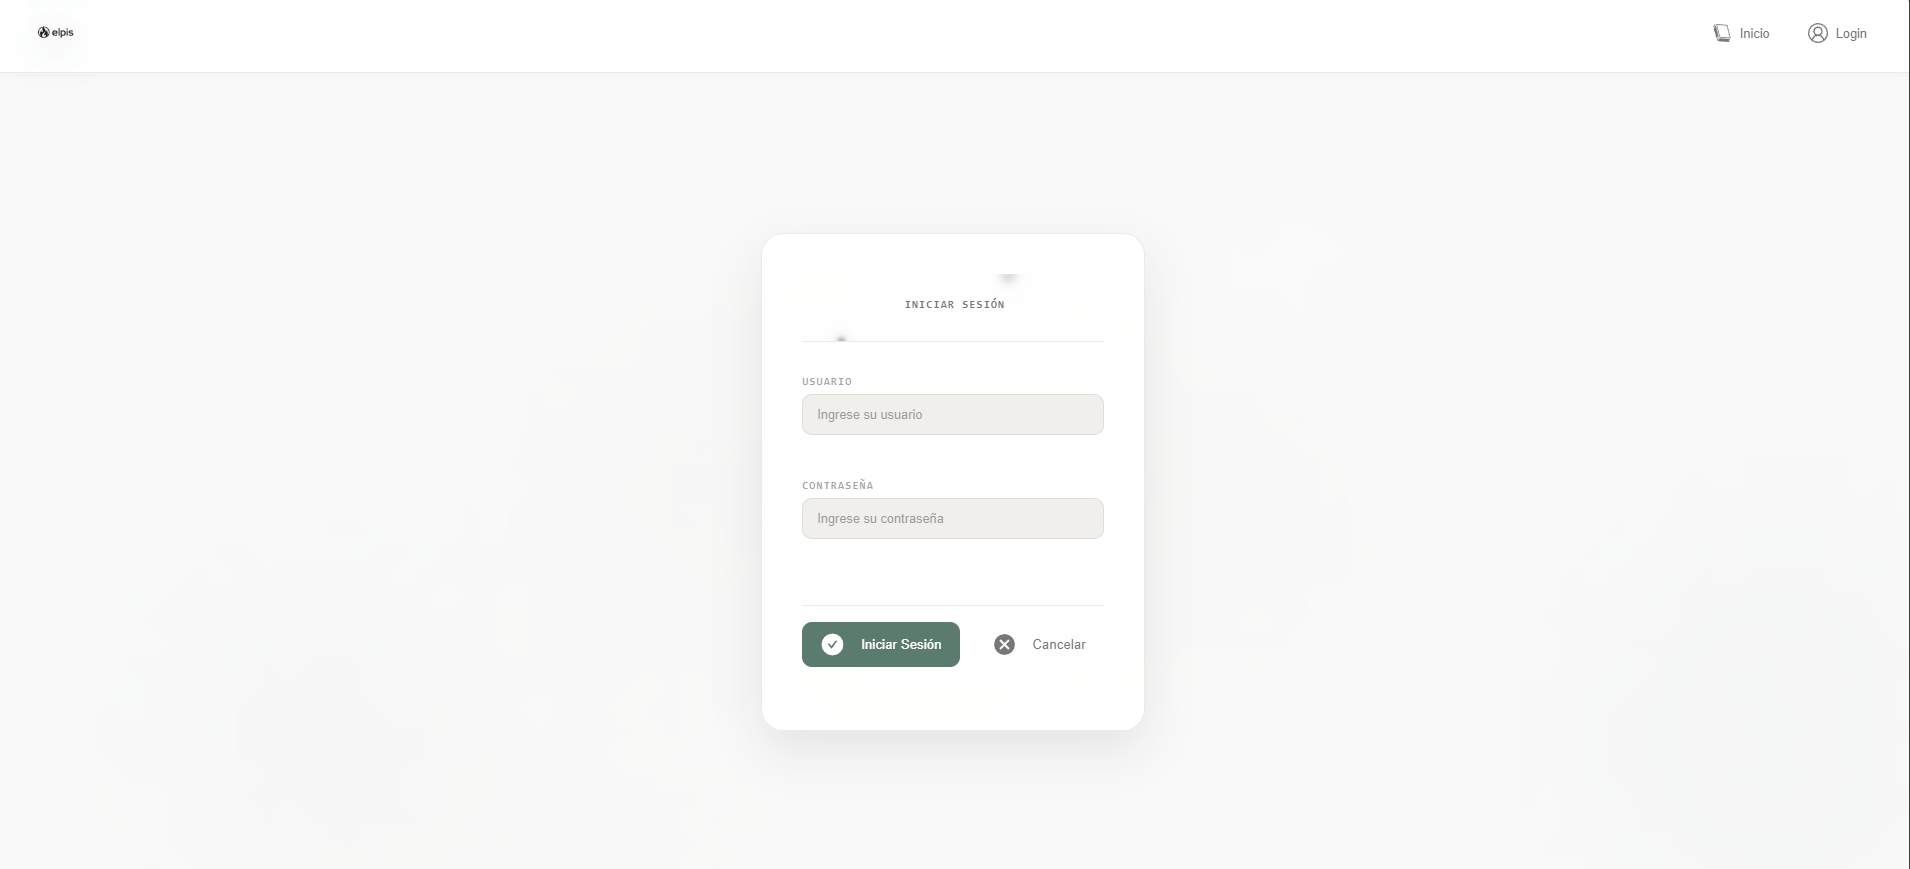 elpis
Inicio
Login
INICIAR SESIÓN
USUARIO
Ingrese su usuario
CONTRASEÑA
Ingrese su contraseña
Iniciar Sesión
Cancelar